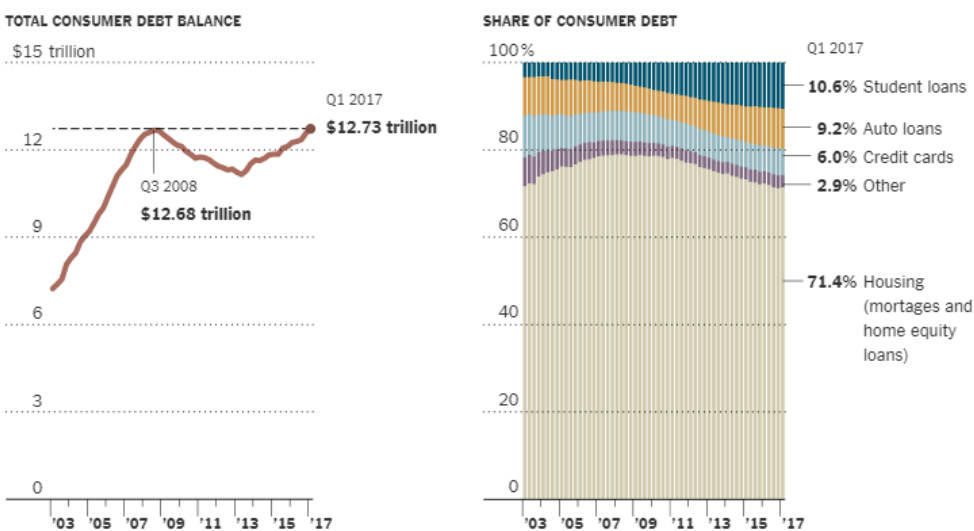 TOTAL CONSUMER DEBT BALANCE
$15 trillion
12
9
6
3
0
Q1 2017
$12.73 trillion
Q3 2008
$12.68 trillion
'03 '05 '07 '09 '11 '13 '15 '17
SHARE OF CONSUMER DEBT
100%
80
60
40
20
0
'03 '05 '07 '09 '11 '13 '15 '17
Q1 2017
10.6% Student loans
9.2% Auto loans
6.0% Credit cards
2.9% Other
71.4% Housing
(mortages and
home equity
loans)